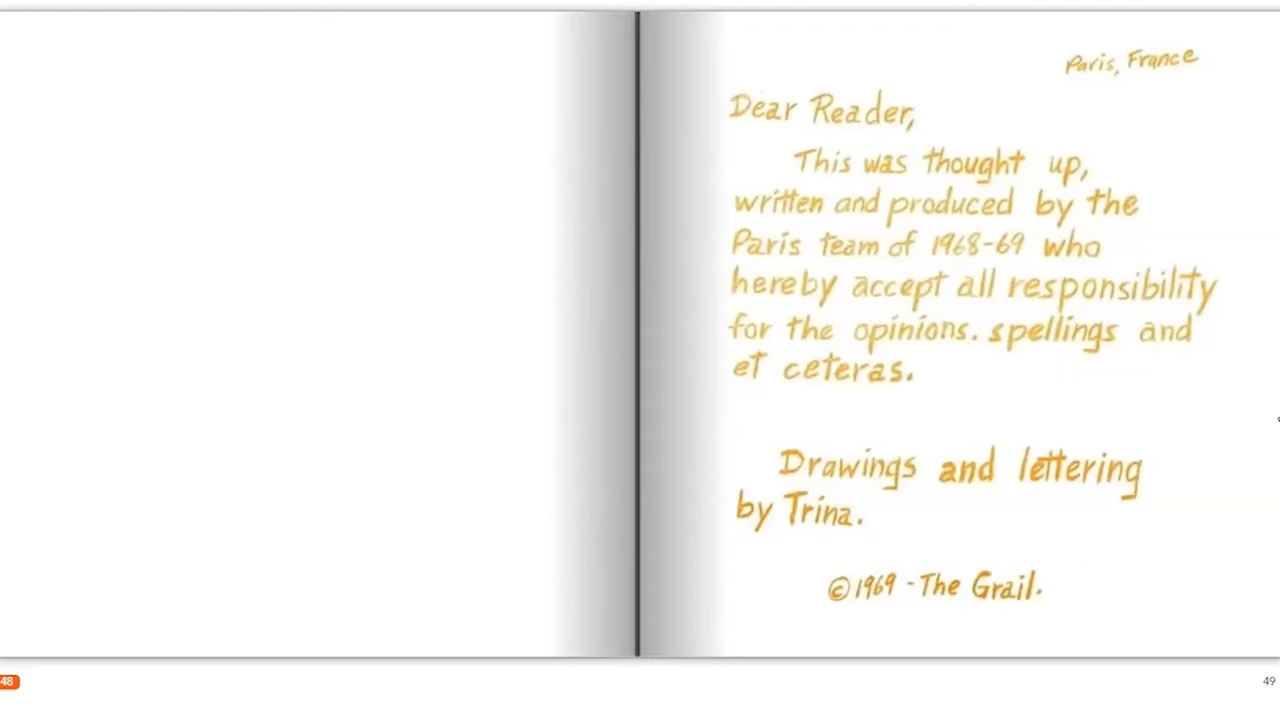 Paris, France
Dear Reader,
This was thought up,
written and produced by the
Paris team of 1968-69 who
hereby accept all responsibility
for the opinions. spellings and
et ceteras.
Drawings and lettering
by Trina.
©1969 - The Grail.
48
49